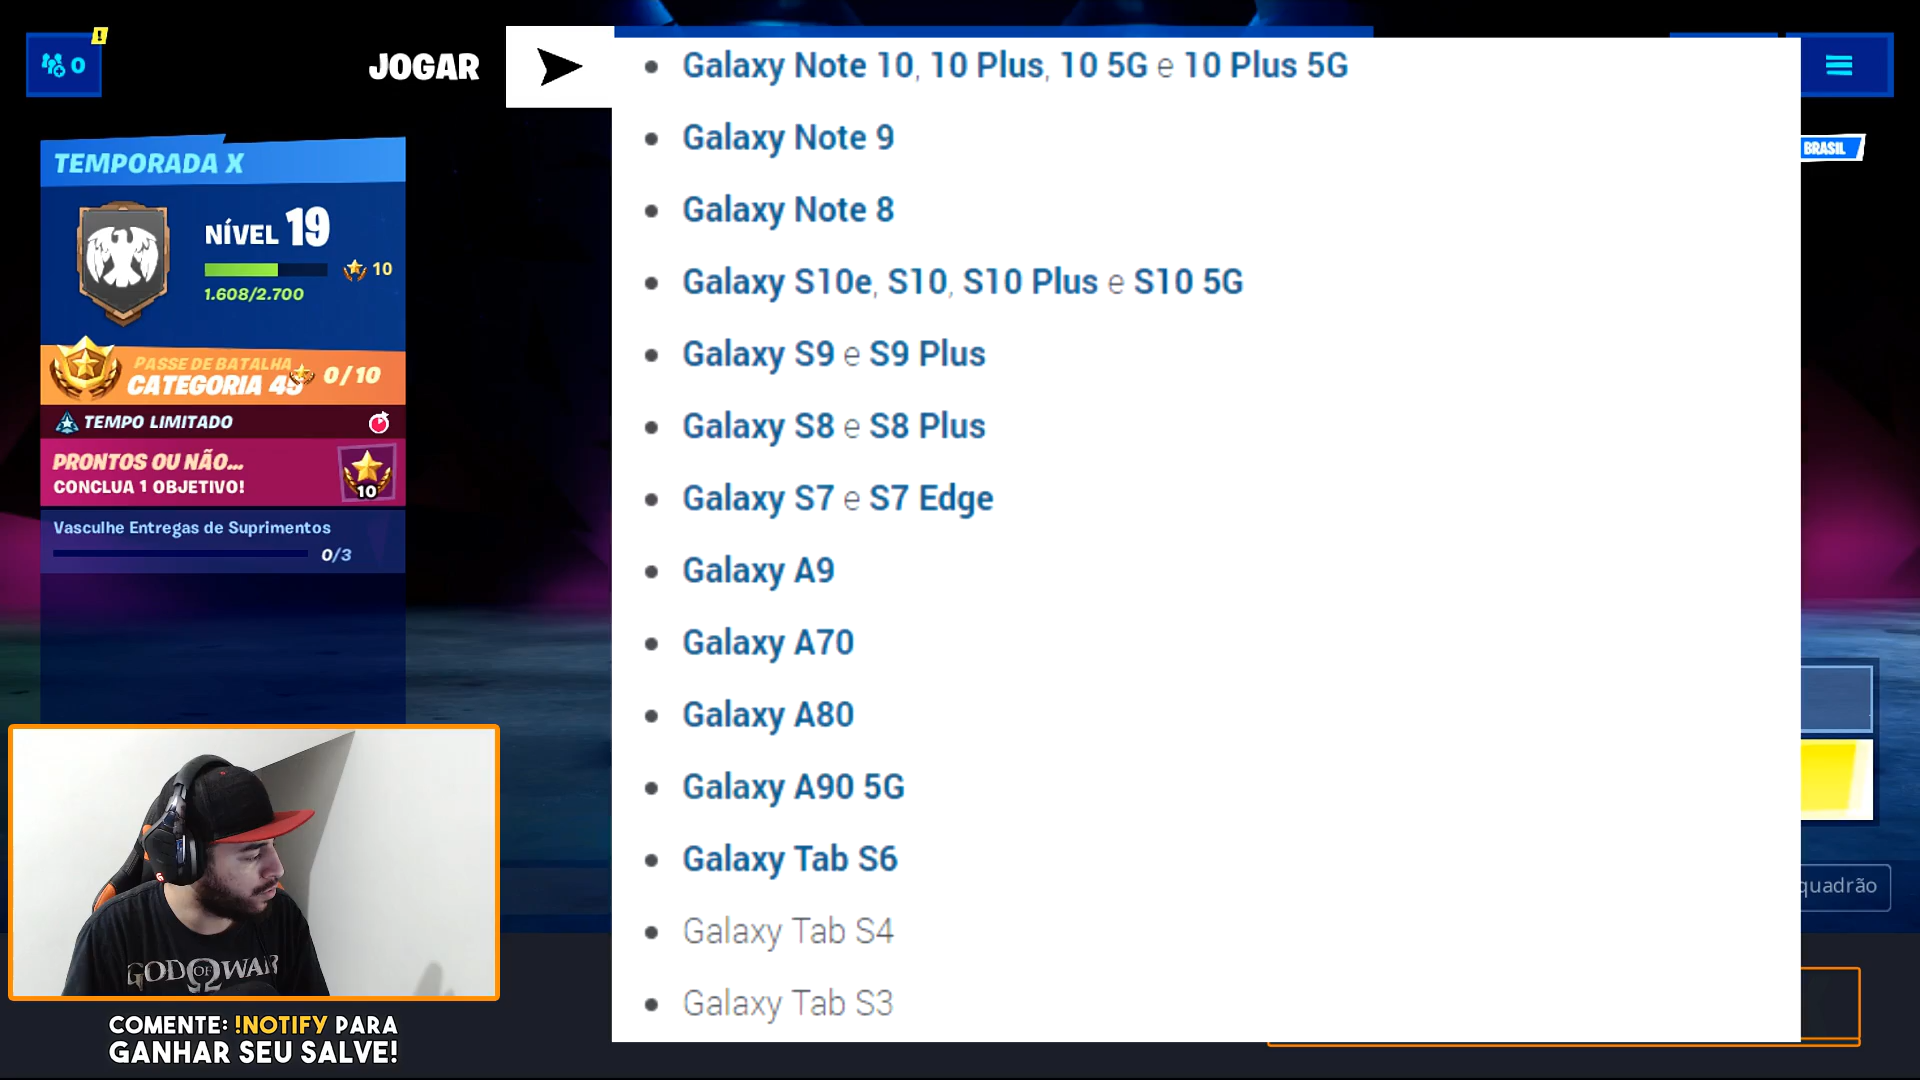 0
JOGAR
TEMPORADA X
NÍVEL 19
10
1.608/2.700
PASSE DE BATALHA
CATEGORIA 45
0/10
TEMPO LIMITADO
PRONTOS OU NÃO...
CONCLUA 1 OBJETIVO!
10
Vasculhe Entregas de Suprimentos
0/3
Galaxy Note 10, 10 Plus, 10 5G e 10 Plus 5G
Galaxy Note 9
Galaxy Note 8
Galaxy S10e, S10, S10 Plus e S10 5G
Galaxy S9 e S9 Plus
Galaxy S8 e S8 Plus
Galaxy S7 e S7 Edge
Galaxy A9
Galaxy A70
Galaxy A80
Galaxy A90 5G
Galaxy Tab S6
Galaxy Tab S4
Galaxy Tab S3
BRASIL
quadrão
GOD OF WAR
COMENTE: !NOTIFY PARA
GANHAR SEU SALVE!